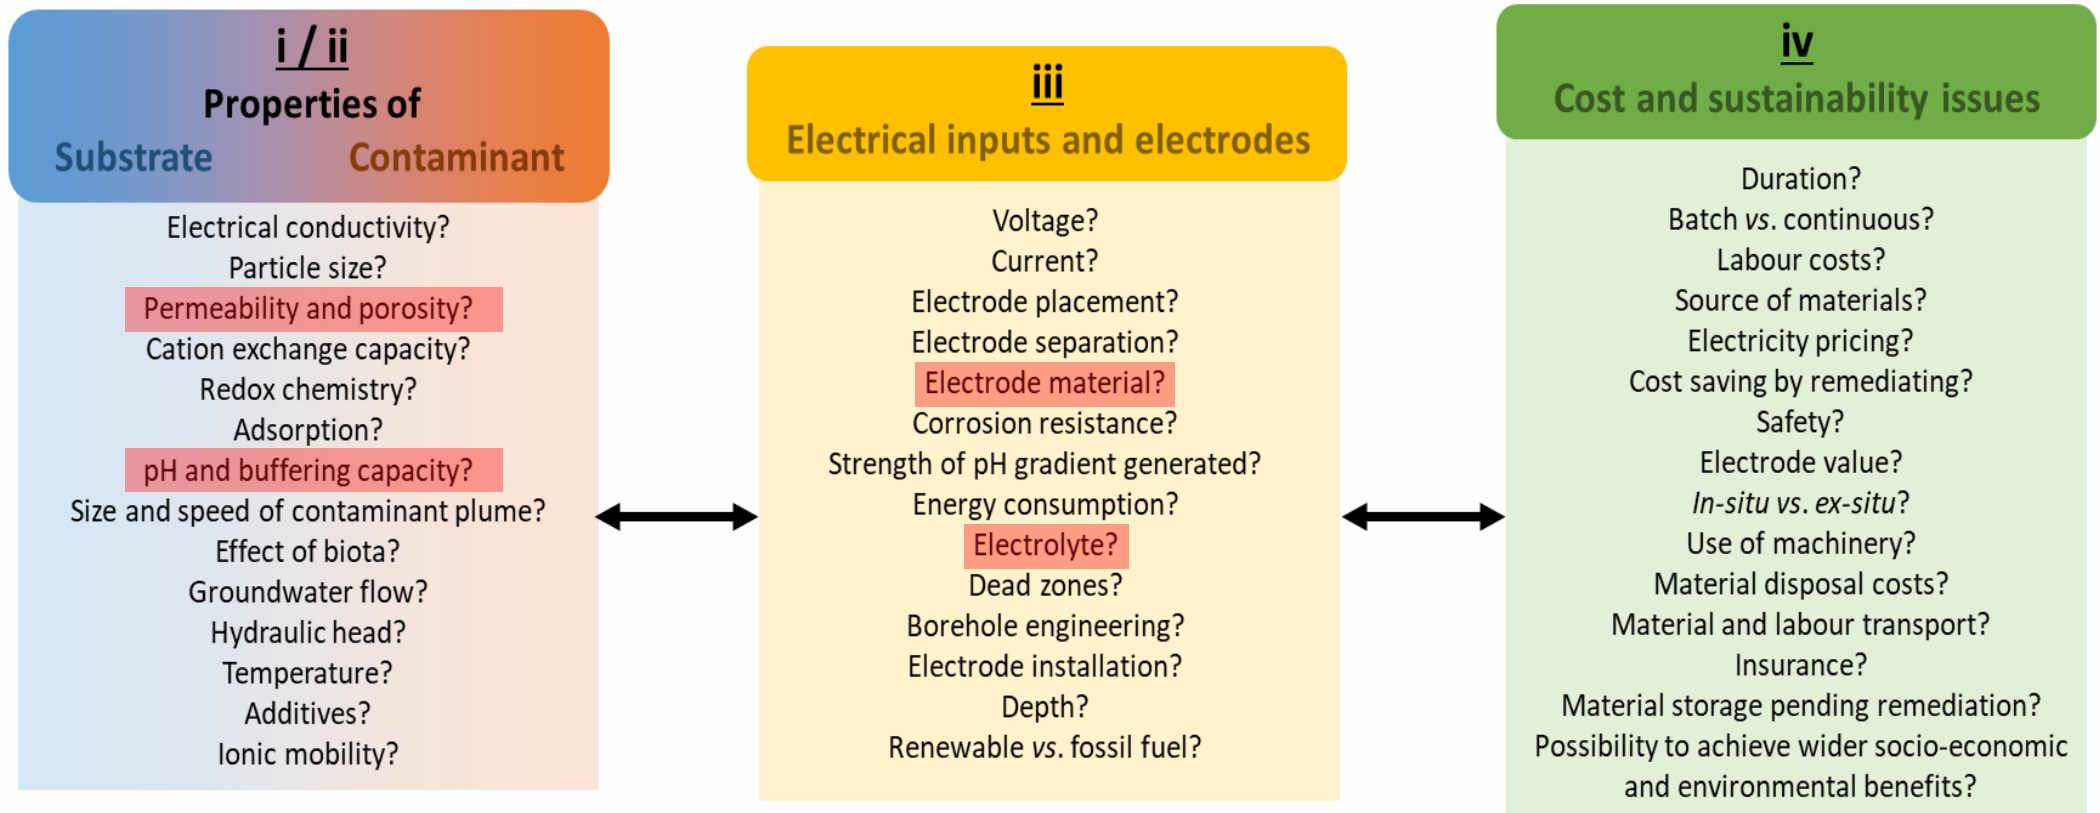 i / ii
Properties of
Substrate Contaminant
Electrical conductivity?
Particle size?
Permeability and porosity?
Cation exchange capacity?
Redox chemistry?
Adsorption?
pH and buffering capacity?
Size and speed of contaminant plume?
Effect of biota?
Groundwater flow?
Hydraulic head?
Temperature?
Additives?
Ionic mobility?
iii
Electrical inputs and electrodes
Voltage?
Current?
Electrode placement?
Electrode separation?
Electrode material?
Corrosion resistance?
Strength of pH gradient generated?
Energy consumption?
Electrolyte?
Dead zones?
Borehole engineering?
Electrode installation?
Depth?
Renewable vs. fossil fuel?
iv
Cost and sustainability issues
Duration?
Batch vs. continuous?
Labour costs?
Source of materials?
Electricity pricing?
Cost saving by remediating?
Safety?
Electrode value?
In-situ vs. ex-situ?
Use of machinery?
Material disposal costs?
Material and labour transport?
Insurance?
Material storage pending remediation?
Possibility to achieve wider socio-economic
and environmental benefits?